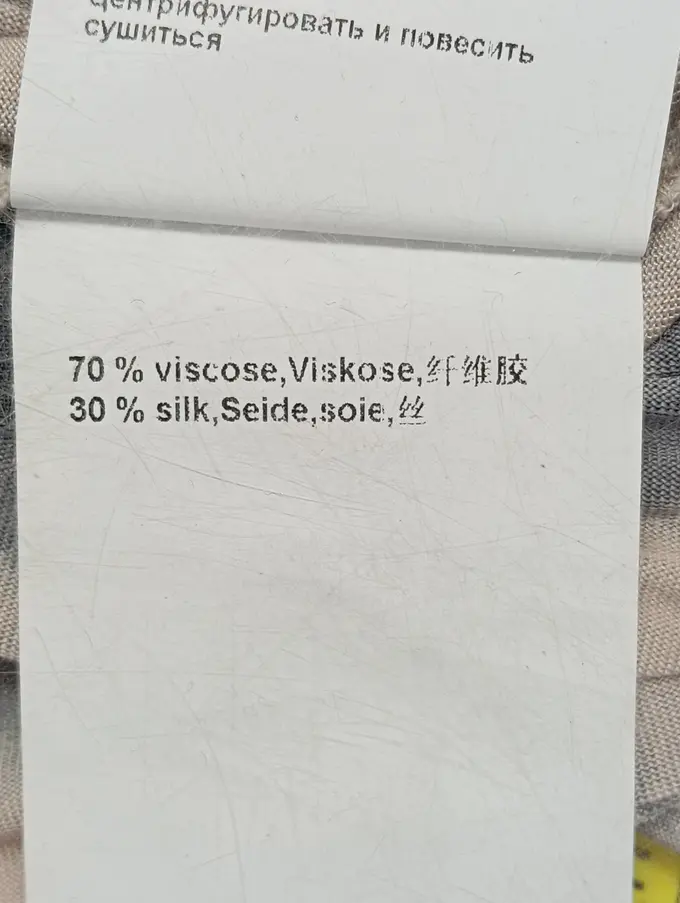 центрифугировать и повесить
сушиться
70 % viscose,Viskose,纤维胶
30 % silk,Seide,soie,丝